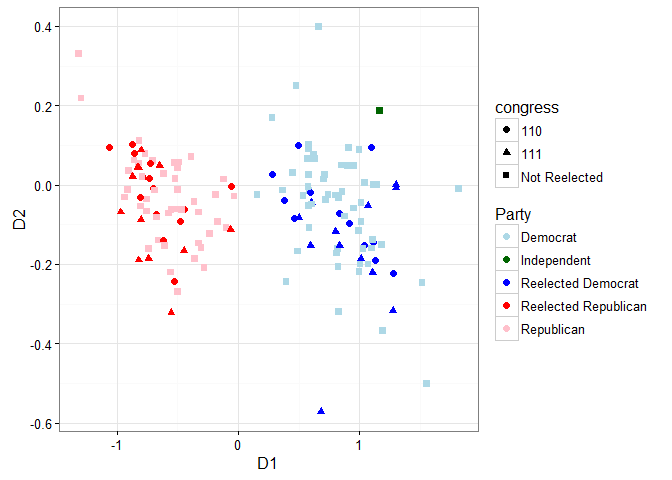 0.4
0.2
0.0
-0.2
-0.4
-0.6
D2
-1
0
1
D1
congress
110
111
Not Reelected
Party
Democrat
Independent
Reelected Democrat
Reelected Republican
Republican